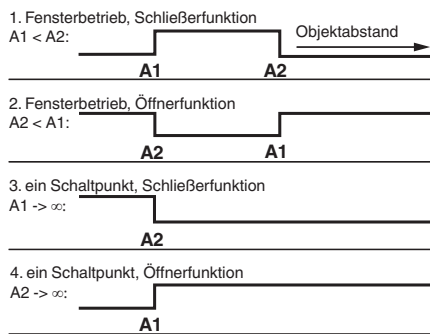 1. Fensterbetrieb, Schließerfunktion
A1 < A2:
Objektabstand
A1
A2
2. Fensterbetrieb, Öffnerfunktion
A2 < A1:
A2
A1
3. ein Schaltpunkt, Schließerfunktion
A1 -> ∞:
A2
4. ein Schaltpunkt, Öffnerfunktion
A2 -> ∞:
A1